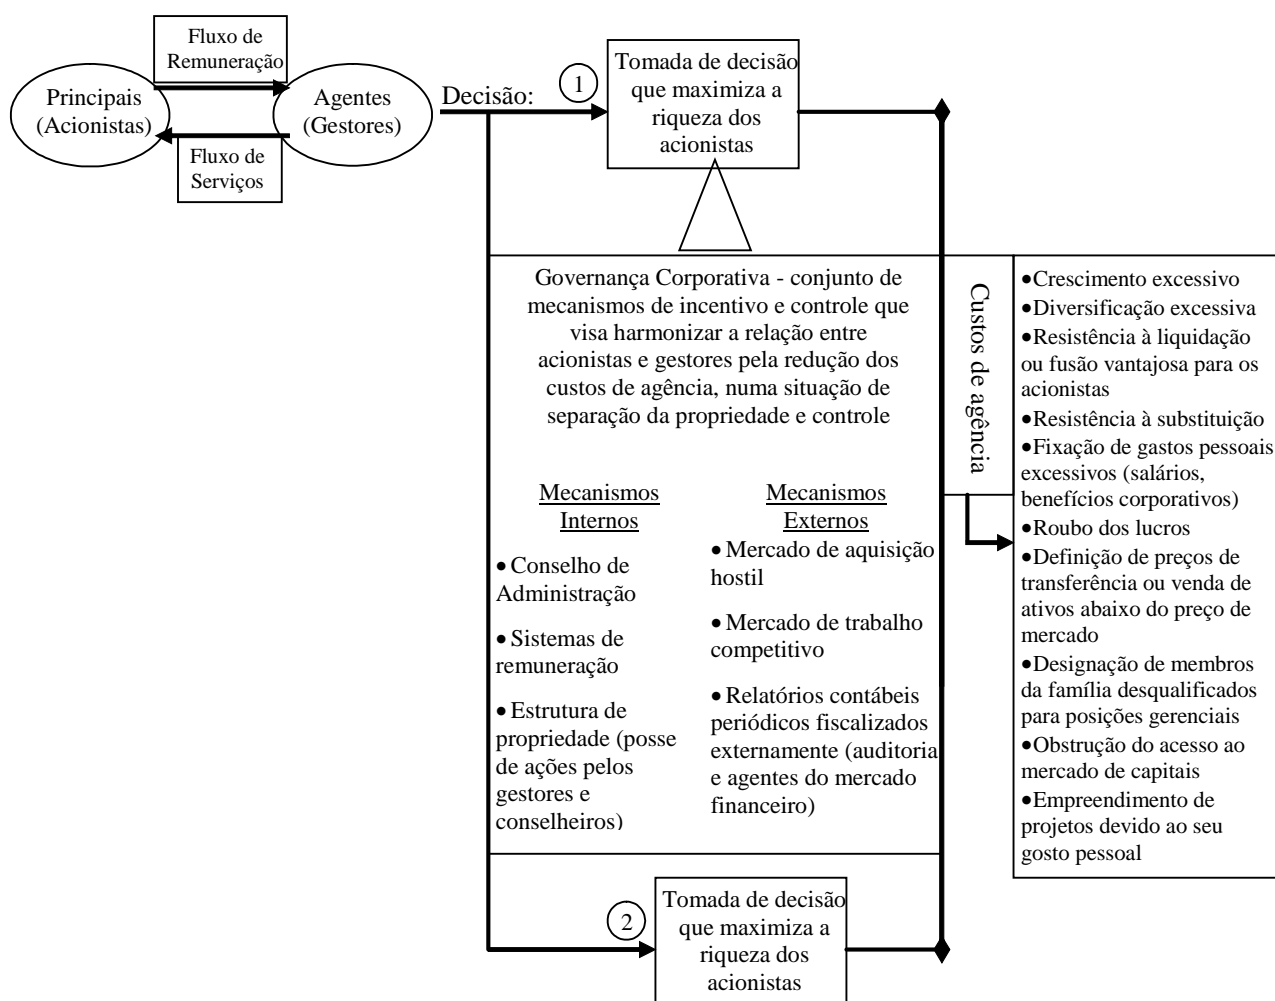 Fluxo de
Remuneração
Principais
(Acionistas)
Agentes
(Gestores)
Fluxo de
Serviços
Decisão:
1
Tomada de decisão
que maximiza a
riqueza dos
acionistas
Governança Corporativa - conjunto de
mecanismos de incentivo e controle que
visa harmonizar a relação entre
acionistas e gestores pela redução dos
custos de agência, numa situação de
separação da propriedade e controle
Mecanismos
Internos
• Conselho de
Administração
• Sistemas de
remuneração
• Estrutura de
propriedade (posse
de ações pelos
gestores e
conselheiros)
Mecanismos
Externos
• Mercado de aquisição
hostil
• Mercado de trabalho
competitivo
• Relatórios contábeis
periódicos fiscalizados
externamente (auditoria
e agentes do mercado
financeiro)
Custos de agência
•Crescimento excessivo
•Diversificação excessiva
•Resistência à liquidação
ou fusão vantajosa para os
acionistas
•Resistência à substituição
•Fixação de gastos pessoais
excessivos (salários,
benefícios corporativos)
•Roubo dos lucros
•Definição de preços de
transferência ou venda de
ativos abaixo do preço de
mercado
•Designação de membros
da família desqualificados
para posições gerenciais
•Obstrução do acesso ao
mercado de capitais
•Empreendimento de
projetos devido ao seu
gosto pessoal
2
Tomada de decisão
que maximiza a
riqueza dos
acionistas